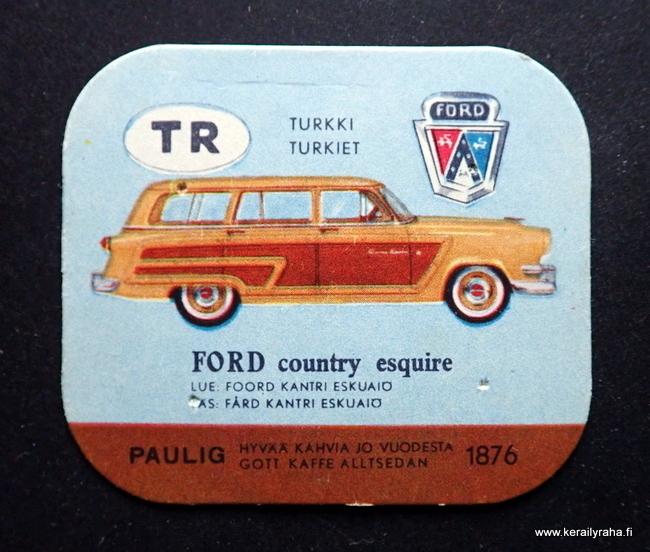 TR
TURKKI
TURKIET
FORD
FORD country esquire
LUE: FOORD KANTRI ESKUAIÖ
LÄS: FÅRD KANTRI ESKUAIÖ
PAULIG
HYVÄÄ KAHVIA JO VUODESTA
GOTT KAFFE ALLTSEDAN
1876
www.kerailyraha.fi